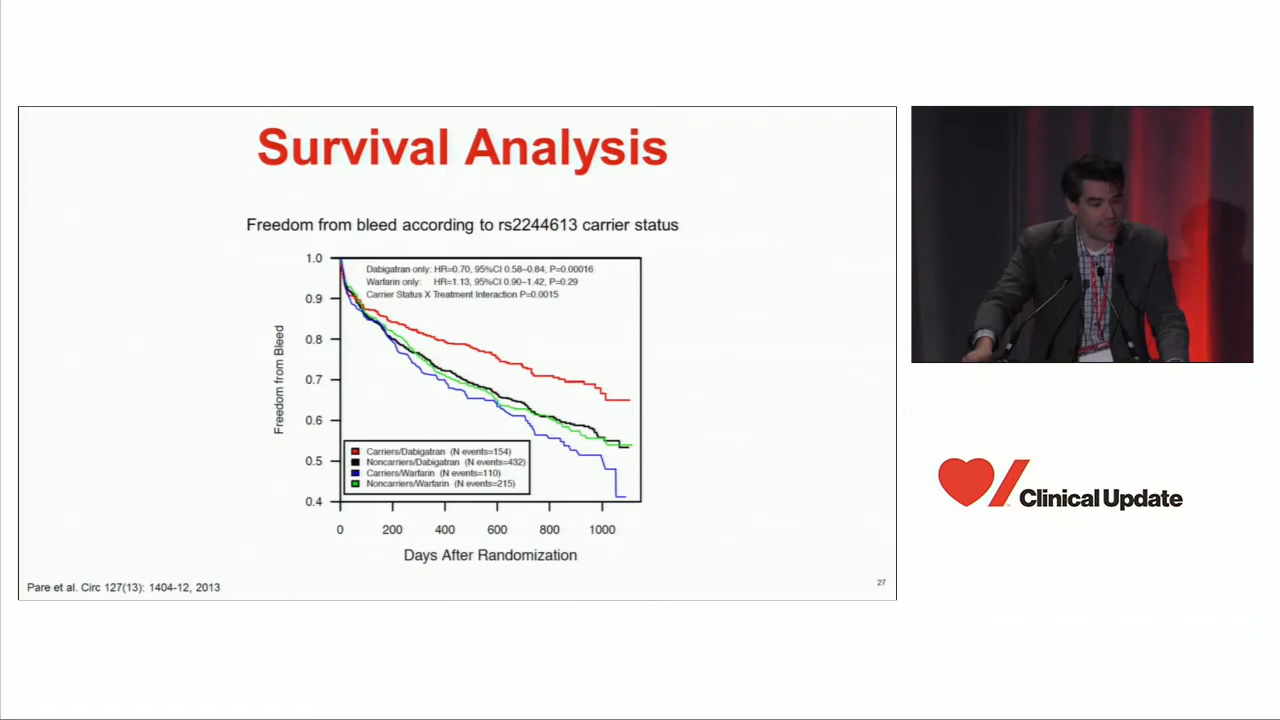 Survival Analysis
Freedom from bleed according to rs2244613 carrier status
Dabigatran only: HR=0.70, 95%CI 0.58–0.84, P=0.00016
Warfarin only: HR=1.13, 95%CI 0.90–1.42, P=0.29
Carrier Status X Treatment Interaction P=0.0015
1.0
0.9
0.8
0.7
0.6
0.5
0.4
Freedom from Bleed
Carriers/Dabigatran (N events=154)
Noncarriers/Dabigatran (N events=432)
Carriers/Warfarin (N events=110)
Noncarriers/Warfarin (N events=215)
0 200 400 600 800 1000
Days After Randomization
Pare et al. Circ 127(13): 1404-12, 2013
27
Clinical Update